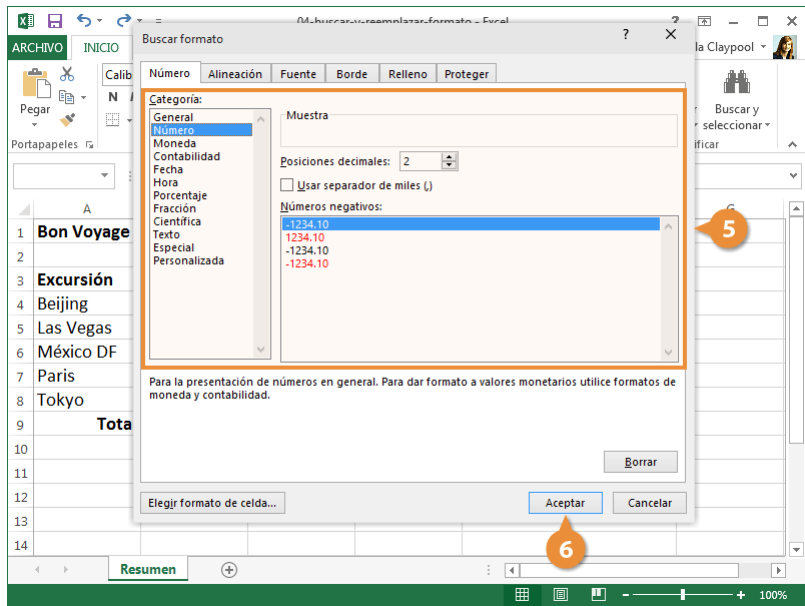 04-buscar-y-reemplazar-formato - Excel
Buscar formato
ARCHIVO INICIO
la Claypool
Calib
Pegar
N
Portapapeles
Buscar y
seleccionar
ificar
Número Alineación Fuente Borde Relleno Proteger
Categoría:
General
Número
Moneda
Contabilidad
Fecha
Hora
Porcentaje
Fracción
Científica
Texto
Especial
Personalizada
Muestra
Posiciones decimales: 2
Usar separador de miles (,)
Números negativos:
-1234.10
1234.10
-1234.10
-1234.10
5
Para la presentación de números en general. Para dar formato a valores monetarios utilice formatos de
moneda y contabilidad.
Borrar
Elegir formato de celda...
Aceptar
Cancelar
6
A
1 Bon Voyage
2
3 Excursión
4 Beijing
5 Las Vegas
6 México DF
7 Paris
8 Tokyo
9 Tota
10
11
12
13
14
Resumen
100%